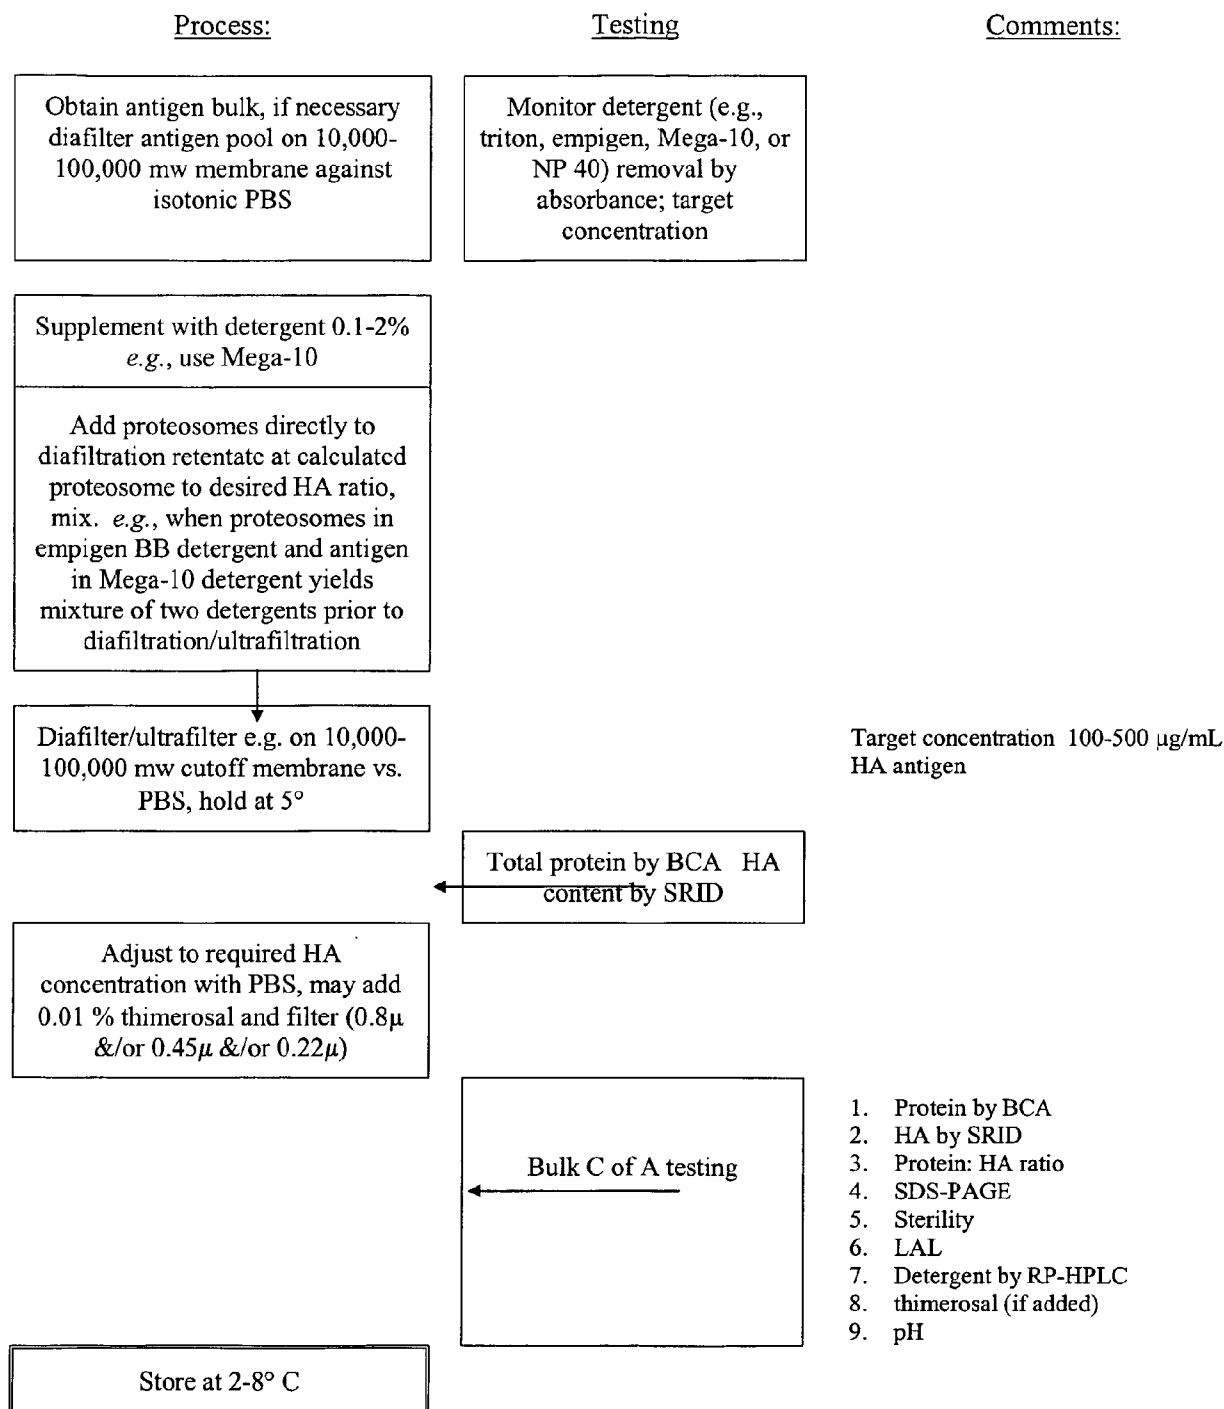 Process:
Testing
Comments:
Obtain antigen bulk, if necessary
diafilter antigen pool on 10,000-
100,000 mw membrane against
isotonic PBS
Monitor detergent (e.g.,
triton, empigen, Mega-10, or
NP 40) removal by
absorbance; target
concentration
Supplement with detergent 0.1-2%
e.g., use Mega-10
Add proteosomes directly to
diafiltration retentate at calculated
proteosome to desired HA ratio,
mix. e.g., when proteosomes in
empigen BB detergent and antigen
in Mega-10 detergent yields
mixture of two detergents prior to
diafiltration/ultrafiltration
Diafilter/ultrafilter e.g. on 10,000-
100,000 mw cutoff membrane vs.
PBS, hold at 5°
Target concentration 100-500 µg/mL
HA antigen
Total protein by BCA HA
content by SRID
Adjust to required HA
concentration with PBS, may add
0.01 % thimerosal and filter (0.8µ
&/or 0.45µ &/or 0.22µ)
Bulk C of A testing
1. Protein by BCA
2. HA by SRID
3. Protein: HA ratio
4. SDS-PAGE
5. Sterility
6. LAL
7. Detergent by RP-HPLC
8. thimerosal (if added)
9. pH
Store at 2-8° C